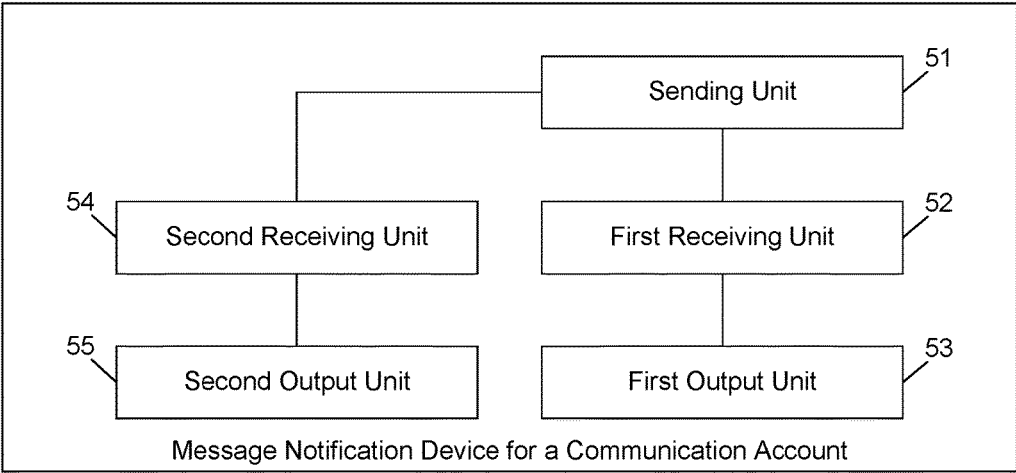 51
Sending Unit
54
52
Second Receiving Unit
First Receiving Unit
55
53
Second Output Unit
First Output Unit
Message Notification Device for a Communication Account